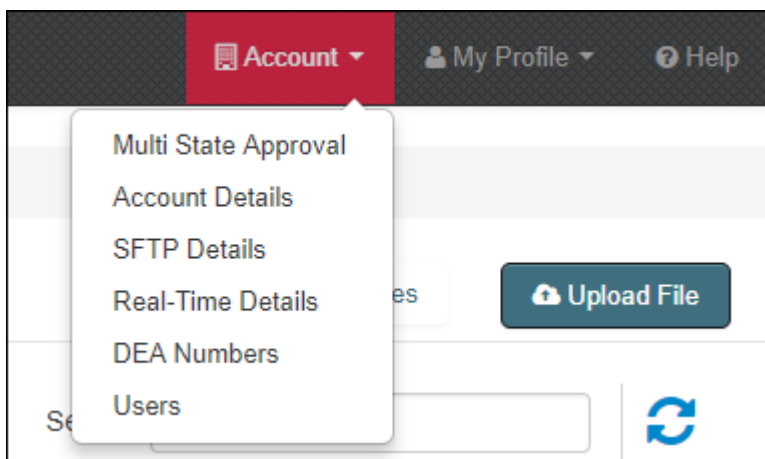 Account My Profile Help
Multi State Approval
Account Details
SFTP Details
Real-Time Details
Upload File
DEA Numbers
Users